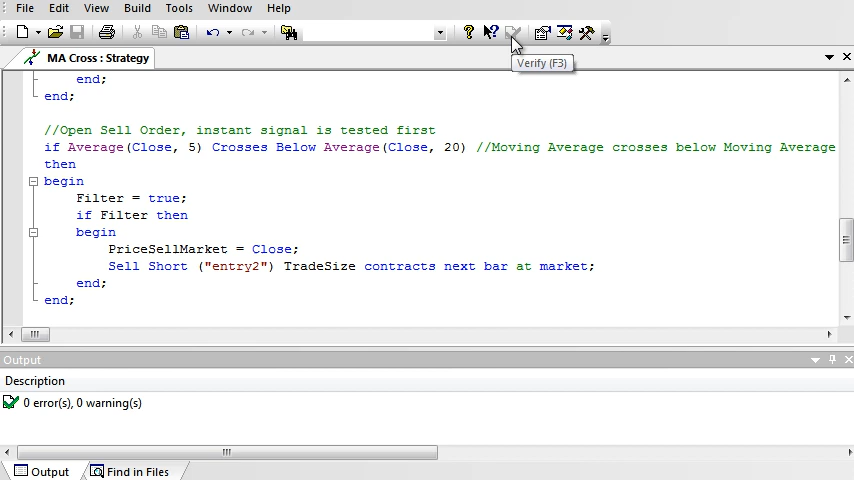 File Edit View Build Tools Window Help
MA Cross : Strategy
Verify (F3)
end;
end;
//Open Sell Order, instant signal is tested first
if Average(Close, 5) Crosses Below Average(Close, 20) //Moving Average crosses below Moving Average
then
begin
Filter = true;
if Filter then
begin
PriceSellMarket = Close;
Sell Short ("entry2") TradeSize contracts next bar at market;
end;
end;
Output
Description
0 error(s), 0 warning(s)
Output Find in Files